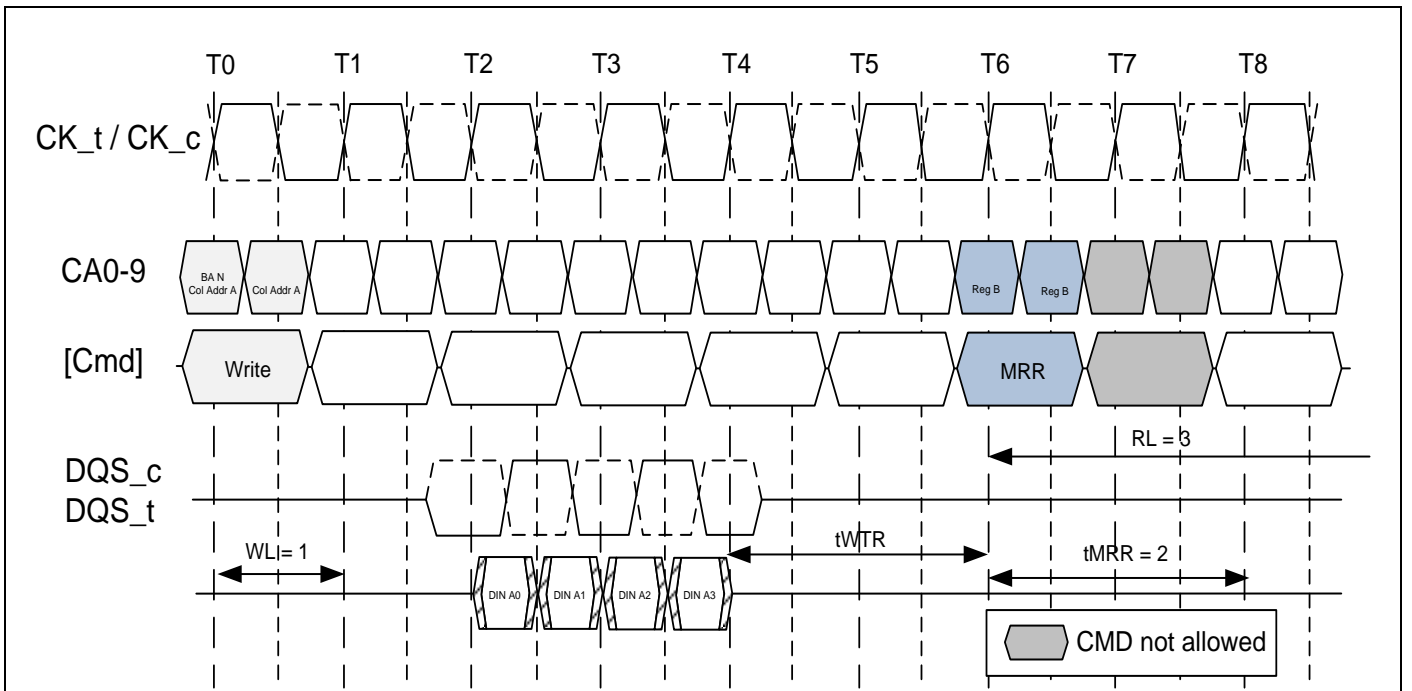 T0 T1 T2 T3 T4 T5 T6 T7 T8
CK_t / CK_c
CA0-9
BA N
Col Addr A
Col Addr A
Reg B
Reg B
[Cmd]
Write
MRR
RL = 3
DQS_c
DQS_t
WL = 1
tWTR
tMRR = 2
DIN A0
DIN A1
DIN A2
DIN A3
CMD not allowed